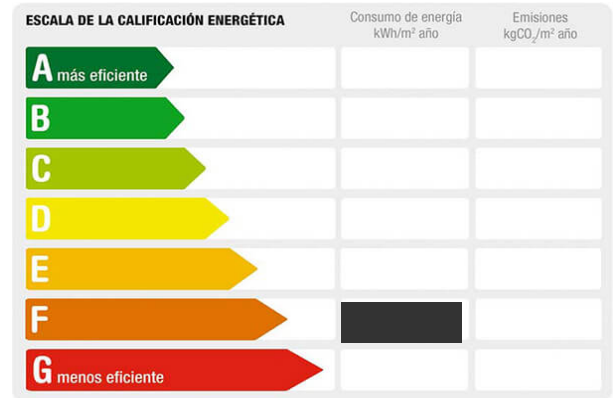 ESCALA DE LA CALIFICACIÓN ENERGÉTICA
Consumo de energía
kWh/m² año
Emisiones
kgCO₂/m² año
A más eficiente
B
C
D
E
F
G menos eficiente